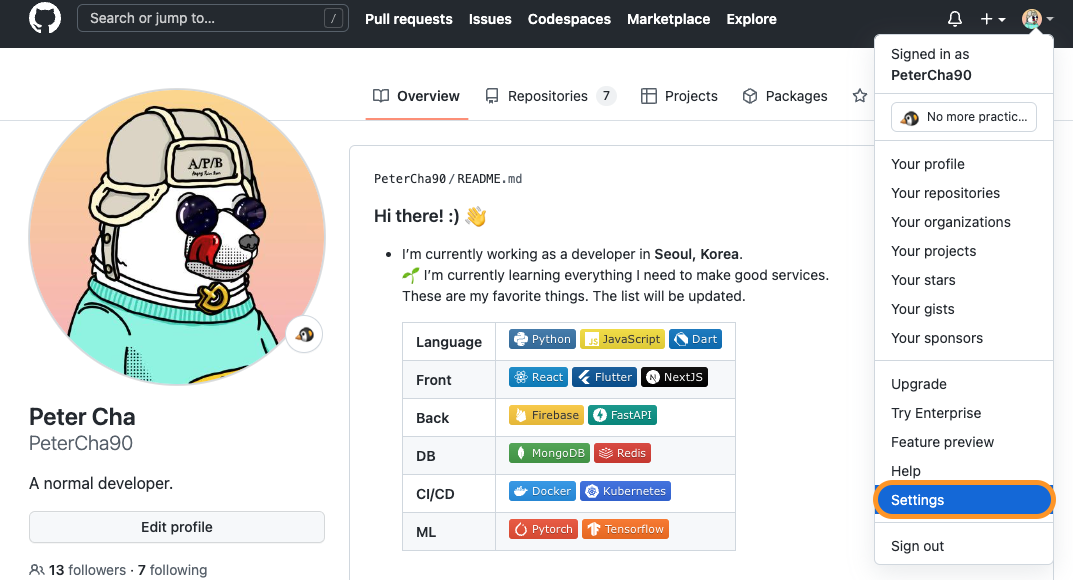 Search or jump to... /
Pull requests Issues Codespaces Marketplace Explore
Signed in as
PeterCha90
No more practic...
Your profile
Your repositories
Your organizations
Your projects
Your stars
Your gists
Your sponsors
Upgrade
Try Enterprise
Feature preview
Help
Settings
Sign out
Overview Repositories 7 Projects Packages
A/P/B
Peter Cha
PeterCha90
A normal developer.
Edit profile
13 followers · 7 following
PeterCha90/README.md
Hi there! :) 👋
• I'm currently working as a developer in Seoul, Korea.
🌱 I'm currently learning everything I need to make good services.
These are my favorite things. The list will be updated.
Language Python JavaScript Dart
Front React Flutter NextJS
Back Firebase FastAPI
DB MongoDB Redis
CI/CD Docker Kubernetes
ML Pytorch Tensorflow